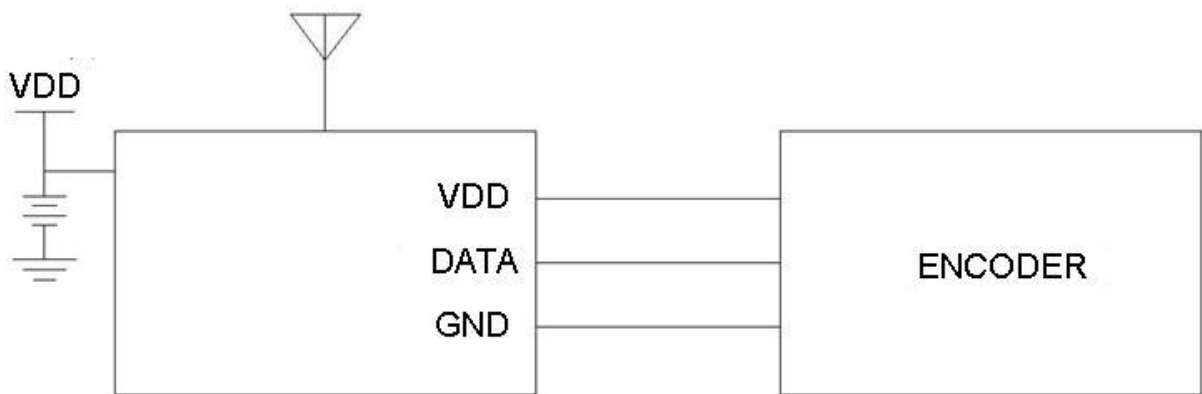 VDD
VDD
DATA
GND
ENCODER